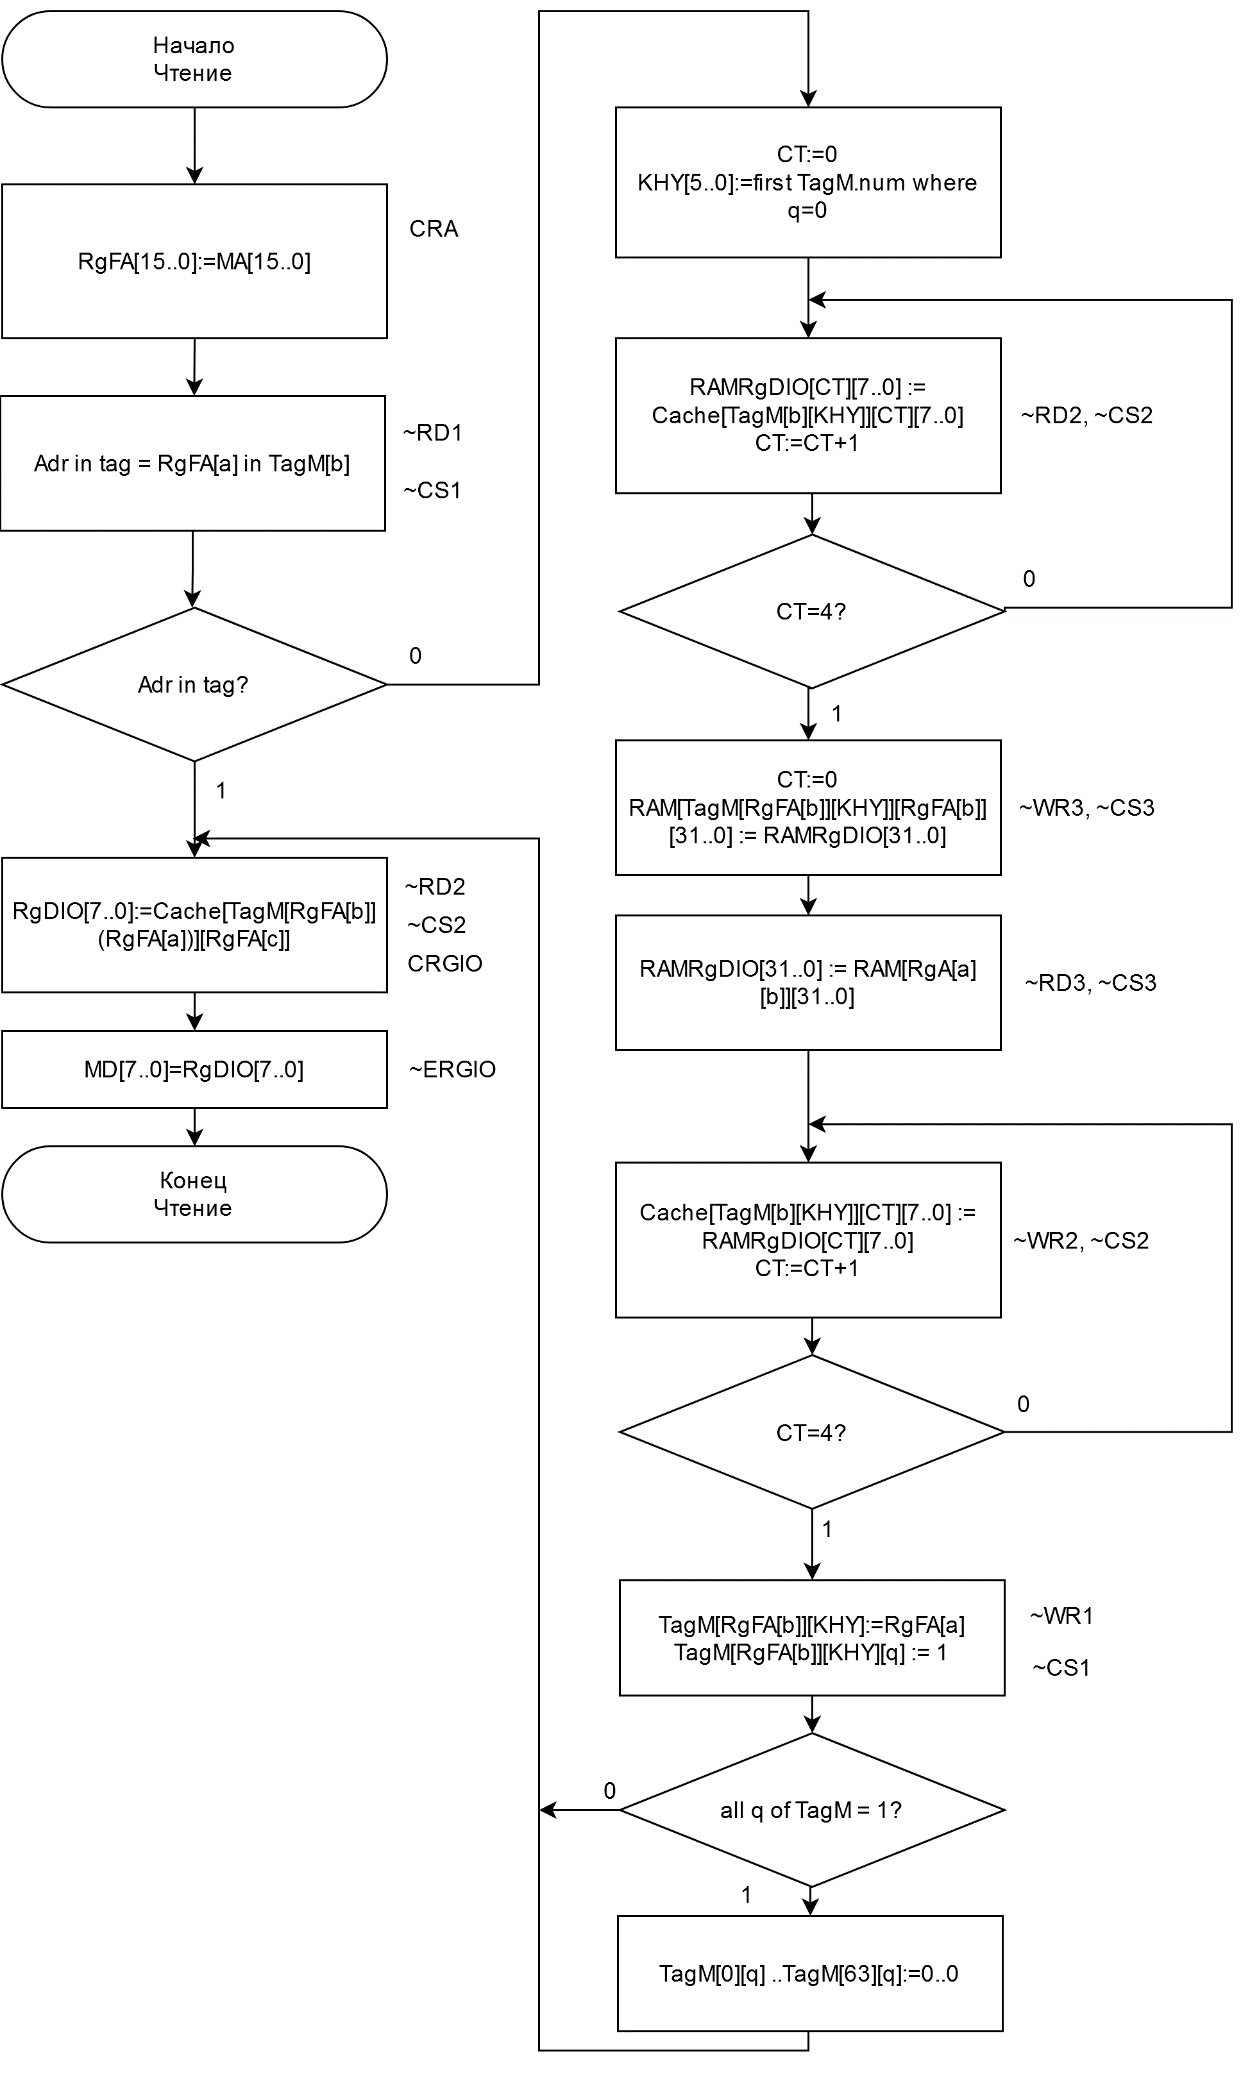 Начало
Чтение
RgFA[15..0]:=MA[15..0]
CRA
Adr in tag = RgFA[a] in TagM[b]
~RD1
~CS1
Adr in tag?
0
1
RgDIO[7..0]:=Cache[TagM[RgFA[b]]
(RgFA[a])][RgFA[c]]
~RD2
~CS2
CRGIO
MD[7..0]=RgDIO[7..0]
~ERGIO
Конец
Чтение
CT:=0
KHY[5..0]:=first TagM.num where
q=0
RAMRgDIO[CT][7..0] :=
Cache[TagM[b][KHY]][CT][7..0]
CT:=CT+1
~RD2, ~CS2
CT=4?
0
1
CT:=0
RAM[TagM[RgFA[b]][KHY]][RgFA[b]]
[31..0] := RAMRgDIO[31..0]
~WR3, ~CS3
RAMRgDIO[31..0] := RAM[RgA[a]
[b]][31..0]
~RD3, ~CS3
Cache[TagM[b][KHY]][CT][7..0] :=
RAMRgDIO[CT][7..0]
CT:=CT+1
~WR2, ~CS2
CT=4?
0
1
TagM[RgFA[b]][KHY]:=RgFA[a]
TagM[RgFA[b]][KHY][q] := 1
~WR1
~CS1
all q of TagM = 1?
0
1
TagM[0][q] ..TagM[63][q]:=0..0